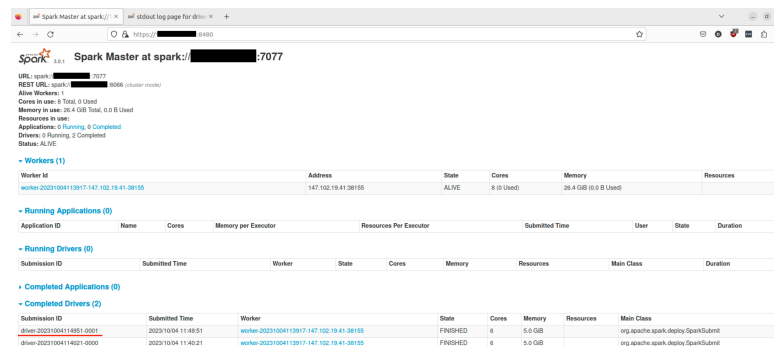 Spark Master at spark:// stdout log page for drive
https:// :8480
APACHE Spark 3.0.1 Spark Master at spark:// :7077
URL: spark:// :7077
REST URL: spark:// :6066 (cluster mode)
Alive Workers: 1
Cores in use: 8 Total, 0 Used
Memory in use: 26.4 GiB Total, 0.0 B Used
Resources in use:
Applications: 0 Running, 0 Completed
Drivers: 0 Running, 2 Completed
Status: ALIVE
Workers (1)
Worker Id Address State Cores Memory Resources
worker-20231004113917-147.102.19.41-38155 147.102.19.41:38155 ALIVE 8 (0 Used) 26.4 GiB (0.0 B Used)
Running Applications (0)
Application ID Name Cores Memory per Executor Resources Per Executor Submitted Time User State Duration
Running Drivers (0)
Submission ID Submitted Time Worker State Cores Memory Resources Main Class Duration
Completed Applications (0)
Completed Drivers (2)
Submission ID Submitted Time Worker State Cores Memory Resources Main Class
driver-20231004114951-0001 2023/10/04 11:49:51 worker-20231004113917-147.102.19.41-38155 FINISHED 6 5.0 GiB org.apache.spark.deploy.SparkSubmit
driver-20231004114021-0000 2023/10/04 11:40:21 worker-20231004113917-147.102.19.41-38155 FINISHED 6 5.0 GiB org.apache.spark.deploy.SparkSubmit